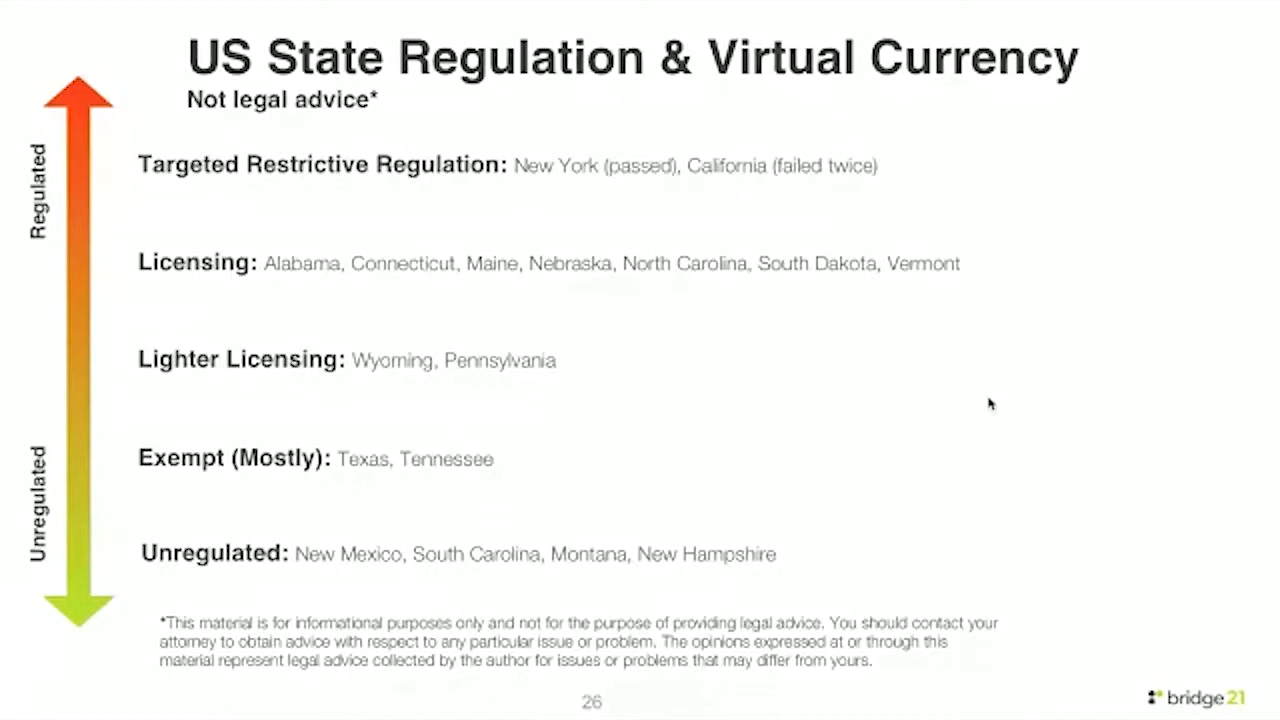 US State Regulation & Virtual Currency
Not legal advice*
Regulated
Targeted Restrictive Regulation: New York (passed), California (failed twice)
Licensing: Alabama, Connecticut, Maine, Nebraska, North Carolina, South Dakota, Vermont
Lighter Licensing: Wyoming, Pennsylvania
Exempt (Mostly): Texas, Tennessee
Unregulated
Unregulated: New Mexico, South Carolina, Montana, New Hampshire
*This material is for informational purposes only and not for the purpose of providing legal advice. You should contact your
attorney to obtain advice with respect to any particular issue or problem. The opinions expressed at or through this
material represent legal advice collected by the author for issues or problems that may differ from yours.
26
bridge21